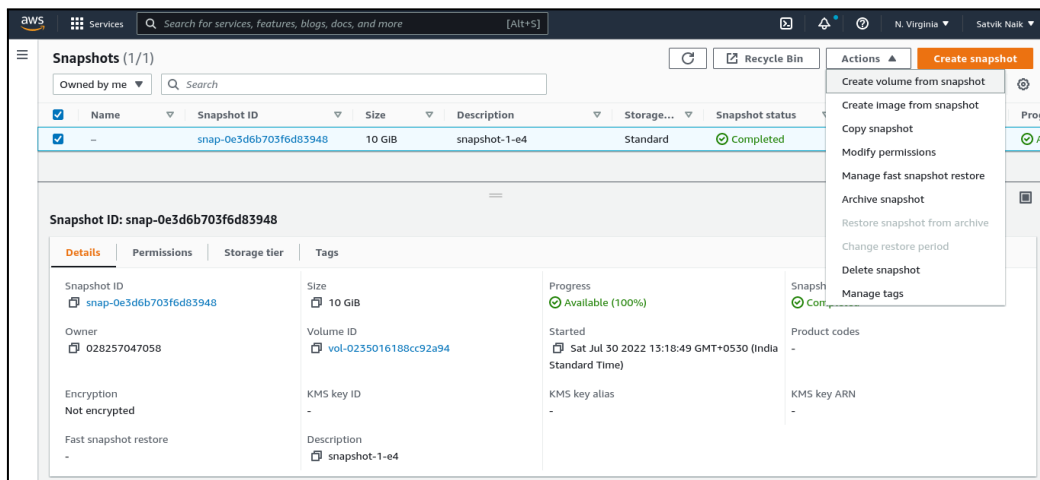 aws Services Search for services, features, blogs, docs, and more [Alt+S] N. Virginia ▼ Satvik Naik ▼
Snapshots (1/1) Recycle Bin Actions ▲ Create snapshot
Owned by me ▼ Search
Create volume from snapshot
Create image from snapshot
Copy snapshot
Modify permissions
Manage fast snapshot restore
Archive snapshot
Restore snapshot from archive
Change restore period
Delete snapshot
Manage tags
Name Snapshot ID Size Description Storage... Snapshot status Prog
– snap-0e3d6b703f6d83948 10 GiB snapshot-1-e4 Standard Completed
Snapshot ID: snap-0e3d6b703f6d83948
Details Permissions Storage tier Tags
Snapshot ID Size Progress Snapsh
snap-0e3d6b703f6d83948 10 GiB Available (100%)
Owner Volume ID Started Product codes
028257047058 vol-0235016188cc92a94 Sat Jul 30 2022 13:18:49 GMT+0530 (India -
Standard Time)
Encryption KMS key ID KMS key alias KMS key ARN
Not encrypted - - -
Fast snapshot restore Description
- snapshot-1-e4